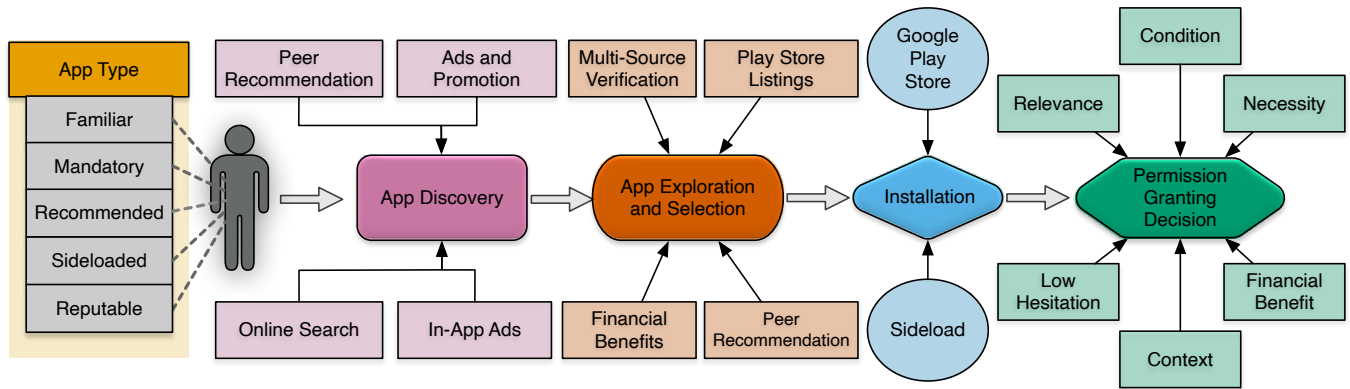 App Type
Familiar
Mandatory
Recommended
Sideloaded
Reputable
Peer
Recommendation
Ads and
Promotion
App Discovery
Online Search
In-App Ads
Multi-Source
Verification
Play Store
Listings
App Exploration
and Selection
Financial
Benefits
Peer
Recommendation
Google
Play
Store
Installation
Sideload
Condition
Relevance
Necessity
Permission
Granting
Decision
Low
Hesitation
Financial
Benefit
Context